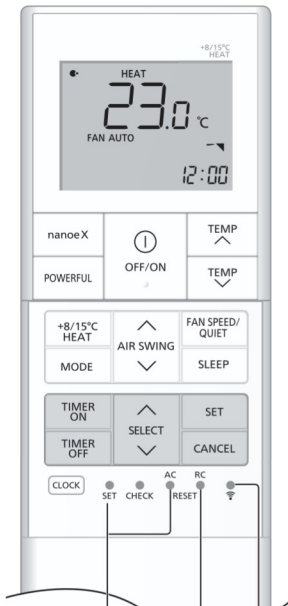 +8/15°C
HEAT
HEAT
23.0 °C
FAN AUTO
12:00
nanoe X
OFF/ON
TEMP
POWERFUL
TEMP
+8/15°C
HEAT
AIR SWING
FAN SPEED/
QUIET
MODE
SLEEP
TIMER
ON
SELECT
SET
TIMER
OFF
CANCEL
CLOCK
AC RC
SET CHECK RESET